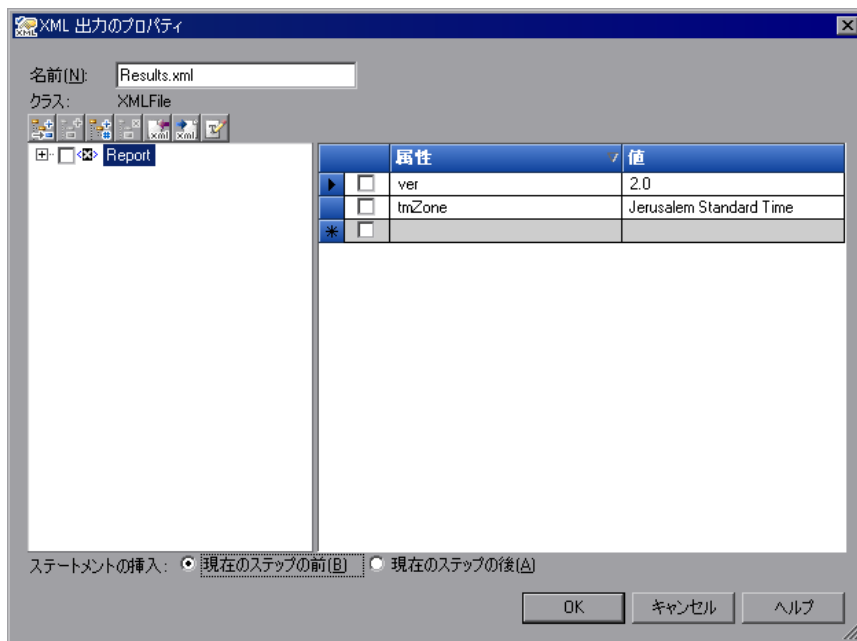 XML 出力のプロパティ
名前(N): Results.xml
クラス: XMLFile
Report
属性 値
ver 2.0
tmZone Jerusalem Standard Time
ステートメントの挿入: 現在のステップの前(B) 現在のステップの後(A)
OK キャンセル ヘルプ